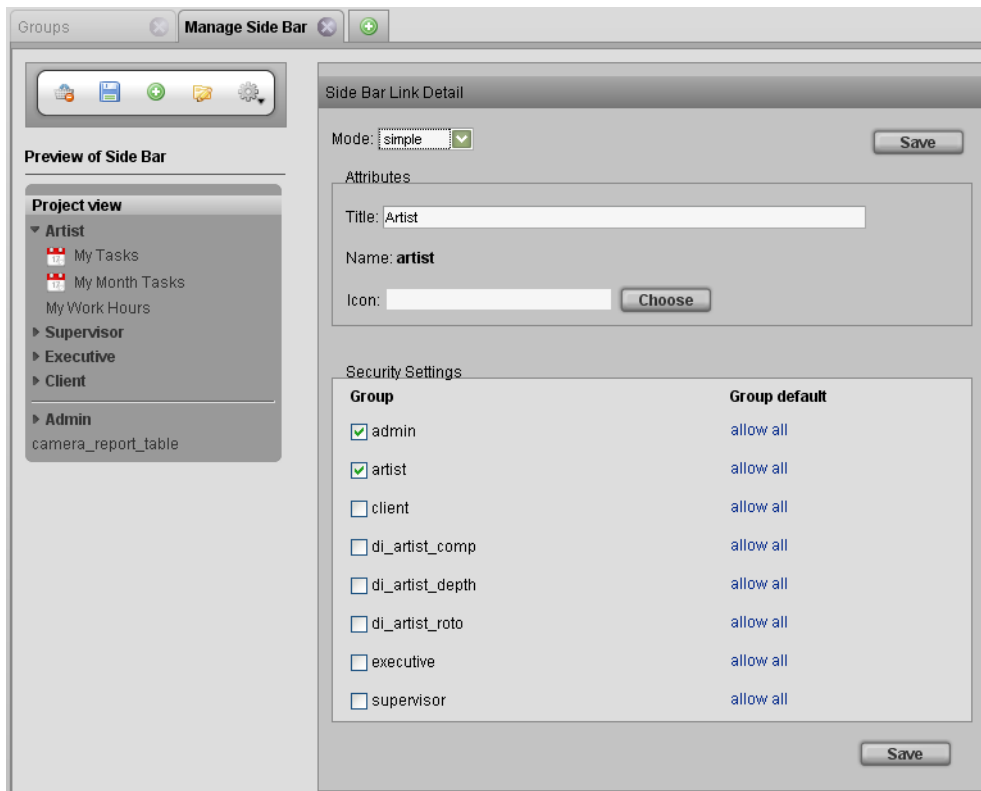 Groups
Manage Side Bar
Preview of Side Bar
Project view
Artist
My Tasks
My Month Tasks
My Work Hours
Supervisor
Executive
Client
Admin
camera_report_table
Side Bar Link Detail
Mode: simple
Save
Attributes
Title: Artist
Name: artist
Icon:
Choose
Security Settings
Group Group default
admin allow all
artist allow all
client allow all
di_artist_comp allow all
di_artist_depth allow all
di_artist_roto allow all
executive allow all
supervisor allow all
Save